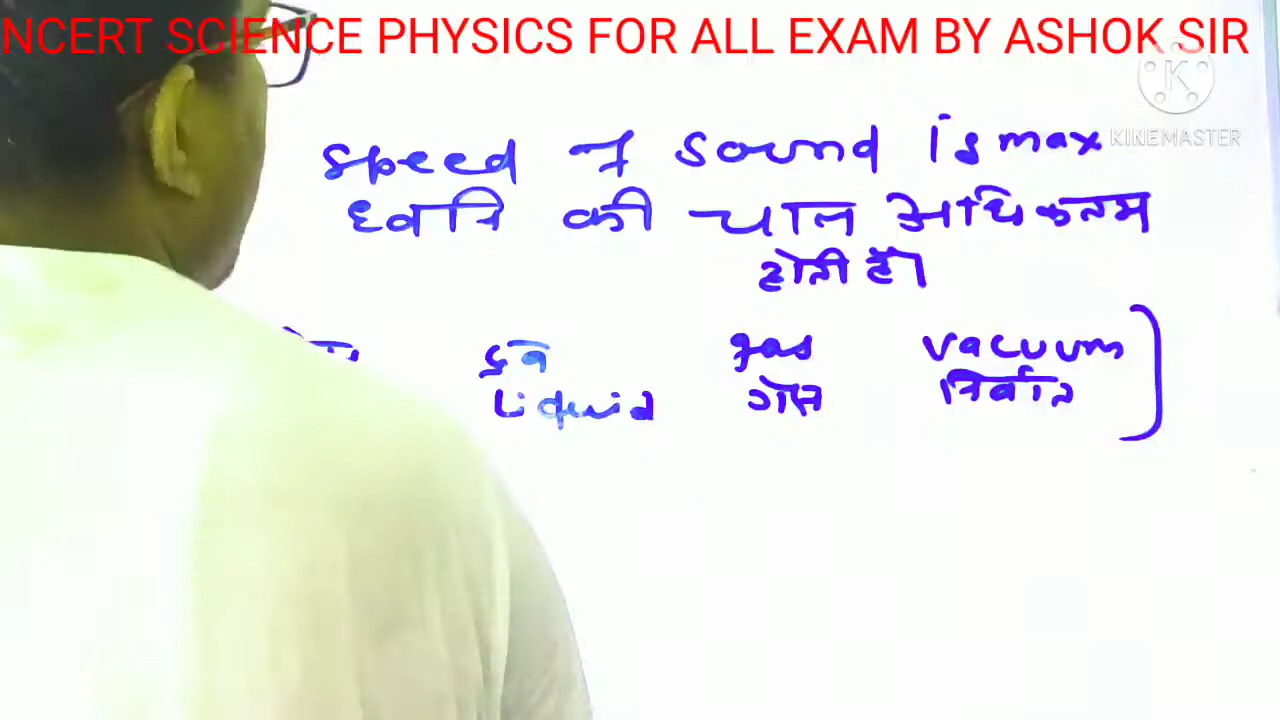 NCERT SCIENCE PHYSICS FOR ALL EXAM BY ASHOK SIR
KINEMASTER
speed of sound is max
ध्वनि की चाल अधिकतम
होती है।
द्रव gas vacuum
Liquid गैस निर्वात